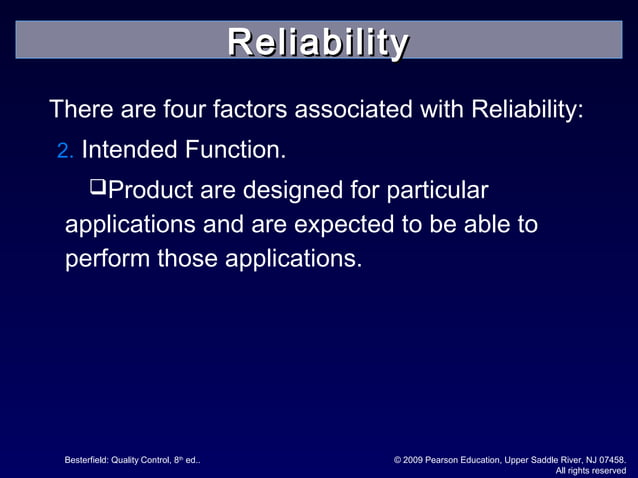 Reliability
There are four factors associated with Reliability:
2. Intended Function.
❑Product are designed for particular
applications and are expected to be able to
perform those applications.
Besterfield: Quality Control, 8th ed..
© 2009 Pearson Education, Upper Saddle River, NJ 07458.
All rights reserved